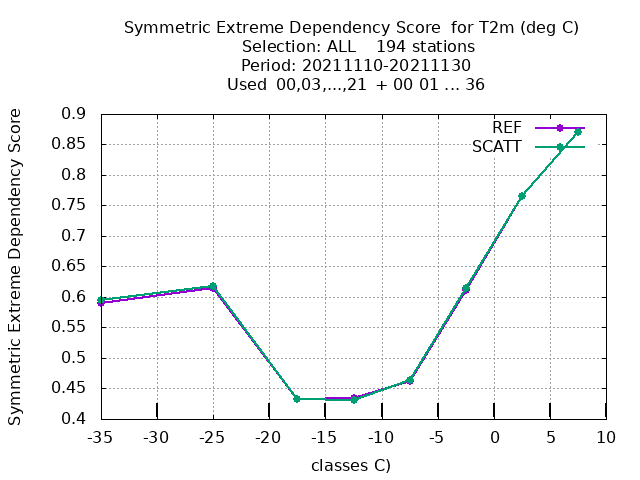 Symmetric Extreme Dependency Score  for T2m (deg C)
Selection: ALL    194 stations
Period: 20211110-20211130
Used  00,03,...,21  + 00 01 ... 36
Symmetric Extreme Dependency Score
0.9
0.85
0.8
0.75
0.7
0.65
0.6
0.55
0.5
0.45
0.4
REF
SCATT
-35 -30 -25 -20 -15 -10 -5 0 5 10
classes C)